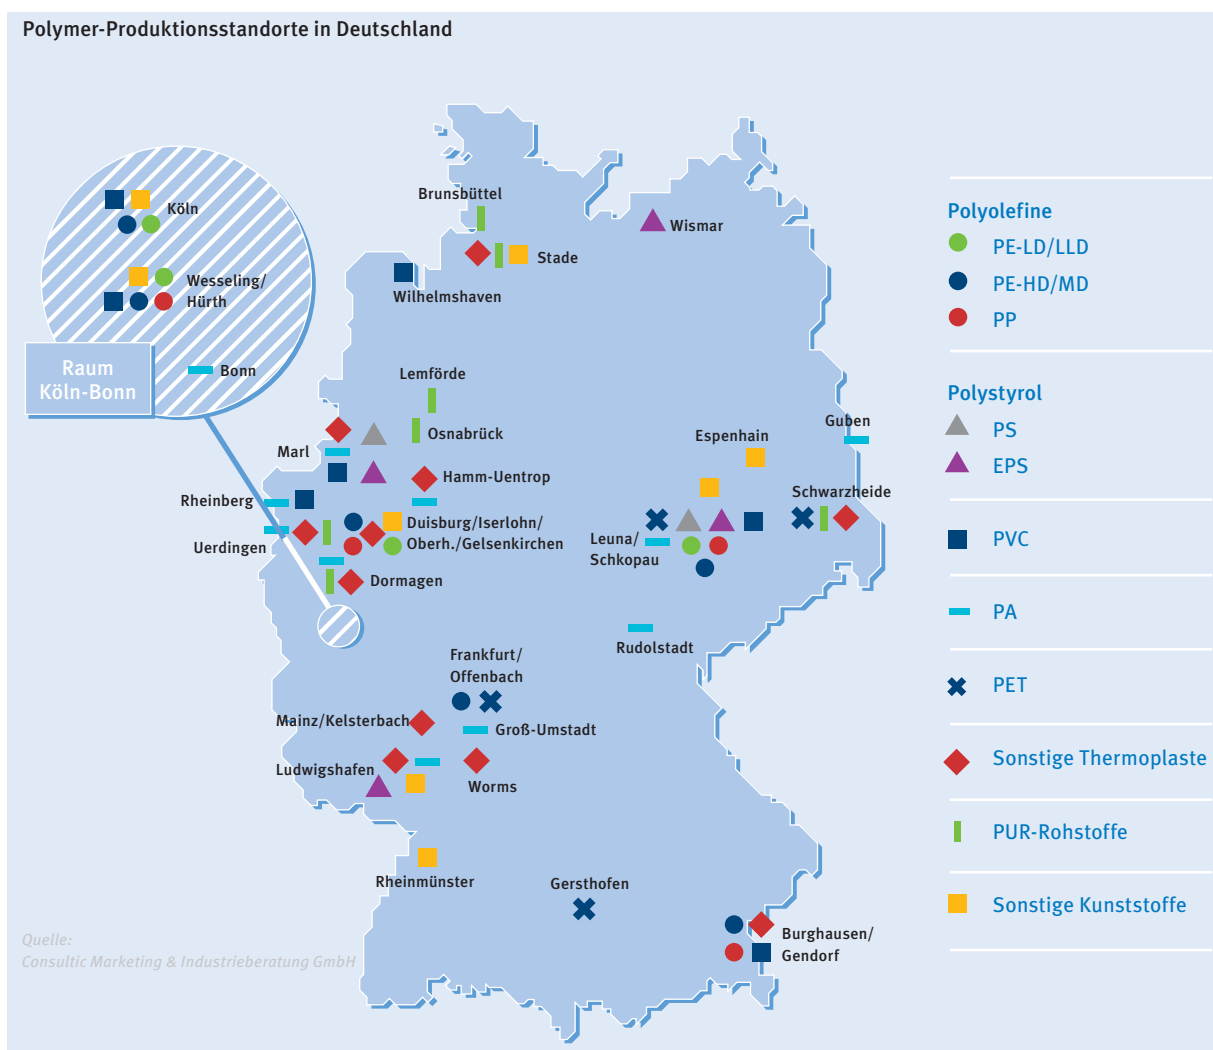 Polymer-Produktionsstandorte in Deutschland
Köln
Wesseling/
Hürth
Bonn
Raum
Köln-Bonn
Brunsbüttel
Stade
Wismar
Wilhelmshaven
Lemförde
Osnabrück
Marl
Hamm-Uentrop
Rheinberg
Uerdingen
Duisburg/Iserlohn/
Oberh./Gelsenkirchen
Dormagen
Espenhain
Guben
Schwarzheide
Leuna/
Schkopau
Rudolstadt
Frankfurt/
Offenbach
Mainz/Kelsterbach
Groß-Umstadt
Ludwigshafen
Worms
Rheinmünster
Gersthofen
Burghausen/
Gendorf
Polyolefine
PE-LD/LLD
PE-HD/MD
PP
Polystyrol
PS
EPS
PVC
PA
PET
Sonstige Thermoplaste
PUR-Rohstoffe
Sonstige Kunststoffe
Quelle:
Consultic Marketing & Industrieberatung GmbH